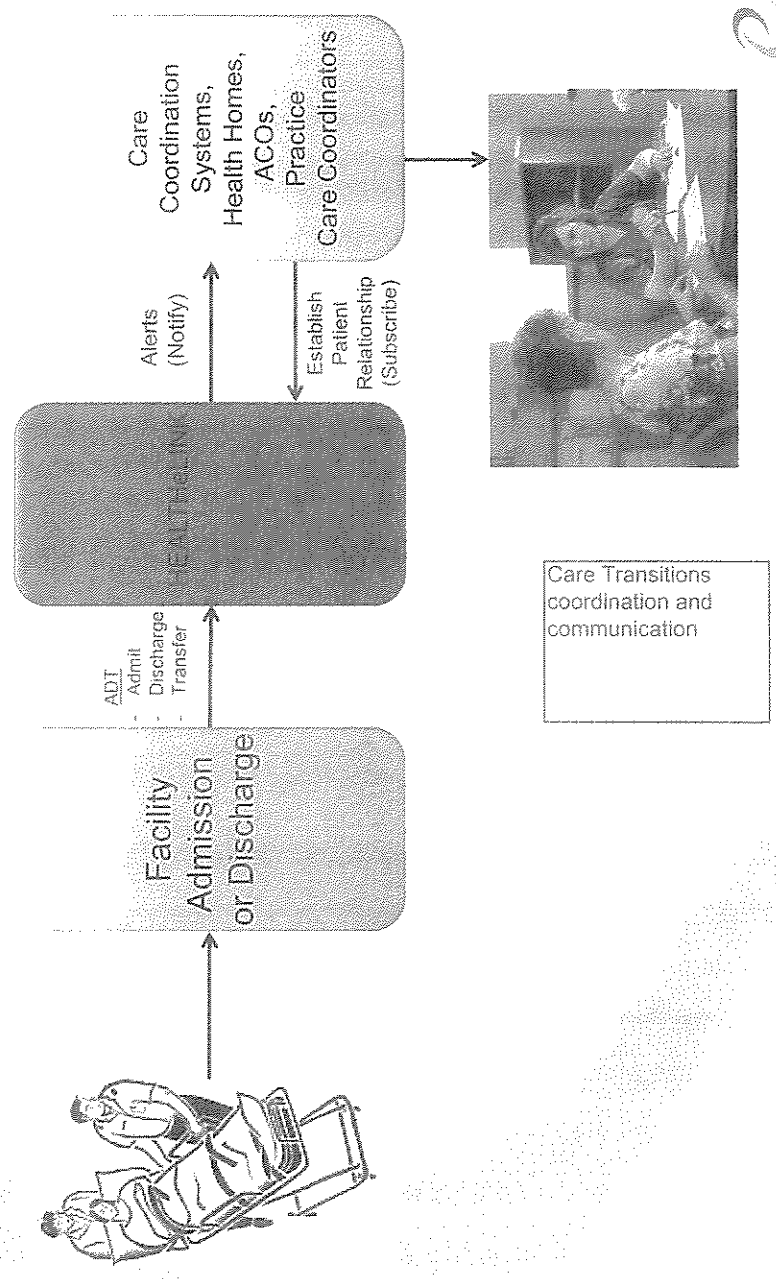 Facility
Admission
or Discharge
ADT
- Admit
- Discharge
- Transfer
HEALTHeLINK
Alerts
(Notify)
Establish
Patient
Relationship
(Subscribe)
Care
Coordination
Systems,
Health Homes,
ACOs,
Practice
Care Coordinators
Care Transitions
coordination and
communication